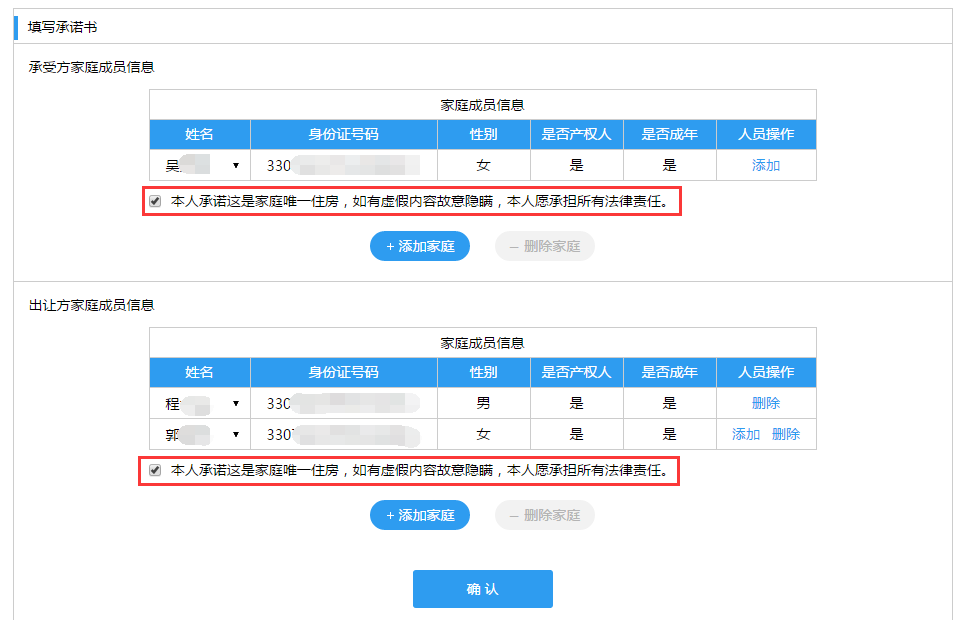 填写承诺书
承受方家庭成员信息
家庭成员信息
姓名 身份证号码 性别 是否产权人 是否成年 人员操作
吴 ▼ 330 女 是 是 添加
本人承诺这是家庭唯一住房，如有虚假内容故意隐瞒，本人愿承担所有法律责任。
+ 添加家庭 － 删除家庭
出让方家庭成员信息
家庭成员信息
姓名 身份证号码 性别 是否产权人 是否成年 人员操作
程 ▼ 330 男 是 是 删除
郭 ▼ 330 女 是 是 添加 删除
本人承诺这是家庭唯一住房，如有虚假内容故意隐瞒，本人愿承担所有法律责任。
+ 添加家庭 － 删除家庭
确 认